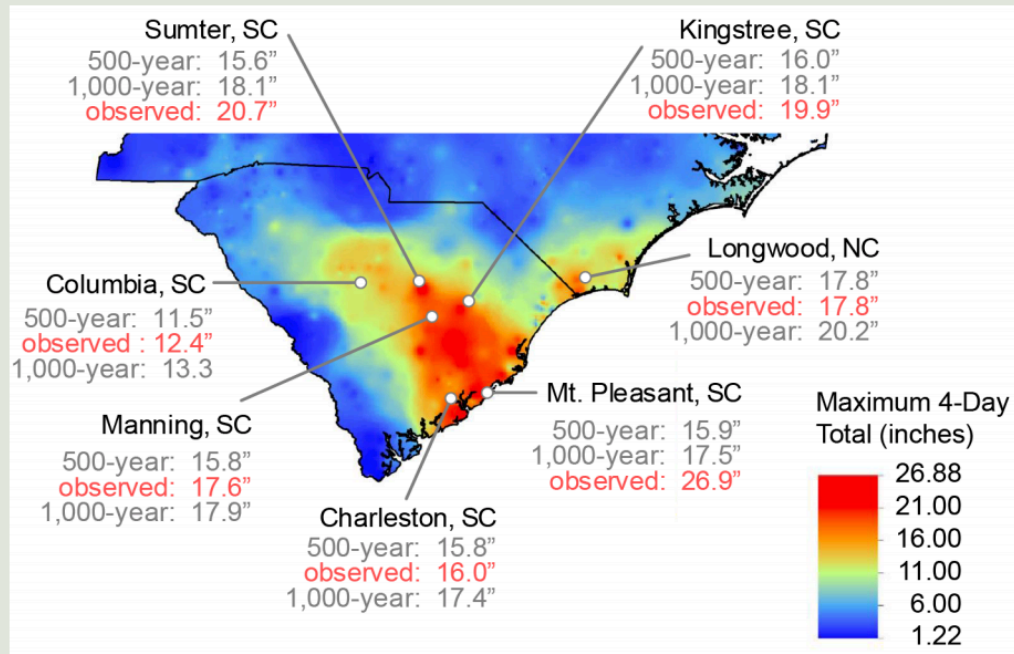 Sumter, SC
500-year: 15.6”
1,000-year: 18.1”
observed: 20.7”
Kingstree, SC
500-year: 16.0”
1,000-year: 18.1”
observed: 19.9”
Columbia, SC
500-year: 11.5”
observed : 12.4”
1,000-year: 13.3
Longwood, NC
500-year: 17.8”
observed: 17.8”
1,000-year: 20.2”
Manning, SC
500-year: 15.8”
observed: 17.6”
1,000-year: 17.9”
Mt. Pleasant, SC
500-year: 15.9”
1,000-year: 17.5”
observed: 26.9”
Charleston, SC
500-year: 15.8”
observed: 16.0”
1,000-year: 17.4”
Maximum 4-Day
Total (inches)
26.88
21.00
16.00
11.00
6.00
1.22